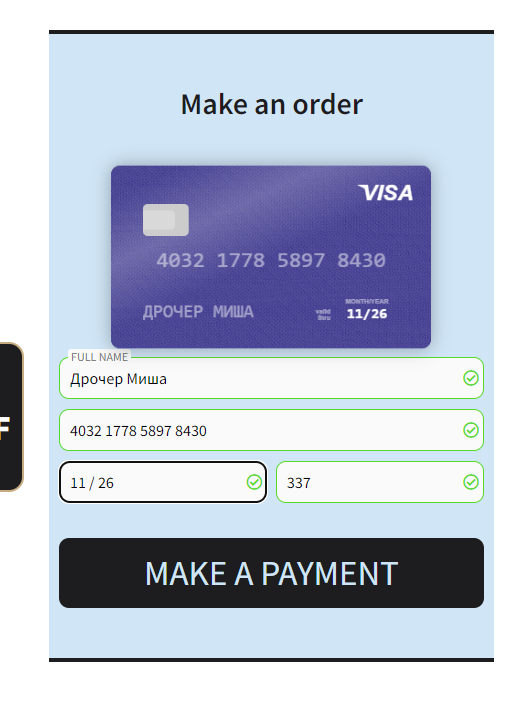 Make an order
VISA
4032 1778 5897 8430
MONTH/YEAR
ДРОЧЕР МИША
valid
thru
11/26
FULL NAME
Дрочер Миша
4032 1778 5897 8430
F
11 / 26
337
MAKE A PAYMENT